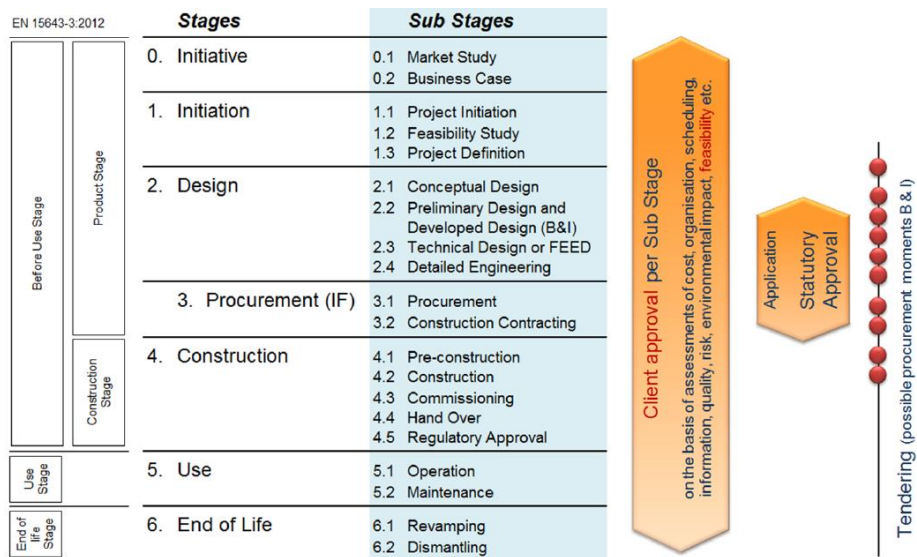 EN 15643-3:2012
Stages
Sub Stages
Before Use Stage
Product Stage
Construction
Stage
Use
Stage
End of
life
Stage
0. Initiative
0.1 Market Study
0.2 Business Case
1. Initiation
1.1 Project Initiation
1.2 Feasibility Study
1.3 Project Definition
2. Design
2.1 Conceptual Design
2.2 Preliminary Design and
Developed Design (B&I)
2.3 Technical Design or FEED
2.4 Detailed Engineering
3. Procurement (IF)
3.1 Procurement
3.2 Construction Contracting
4. Construction
4.1 Pre-construction
4.2 Construction
4.3 Commissioning
4.4 Hand Over
4.5 Regulatory Approval
5. Use
5.1 Operation
5.2 Maintenance
6. End of Life
6.1 Revamping
6.2 Dismantling
Client approval per Sub Stage
on the basis of assessments of cost, organisation, scheduling,
information, quality, risk, environmental impact, feasibility etc.
Application
Statutory
Approval
Tendering (possible procurement moments B & I)